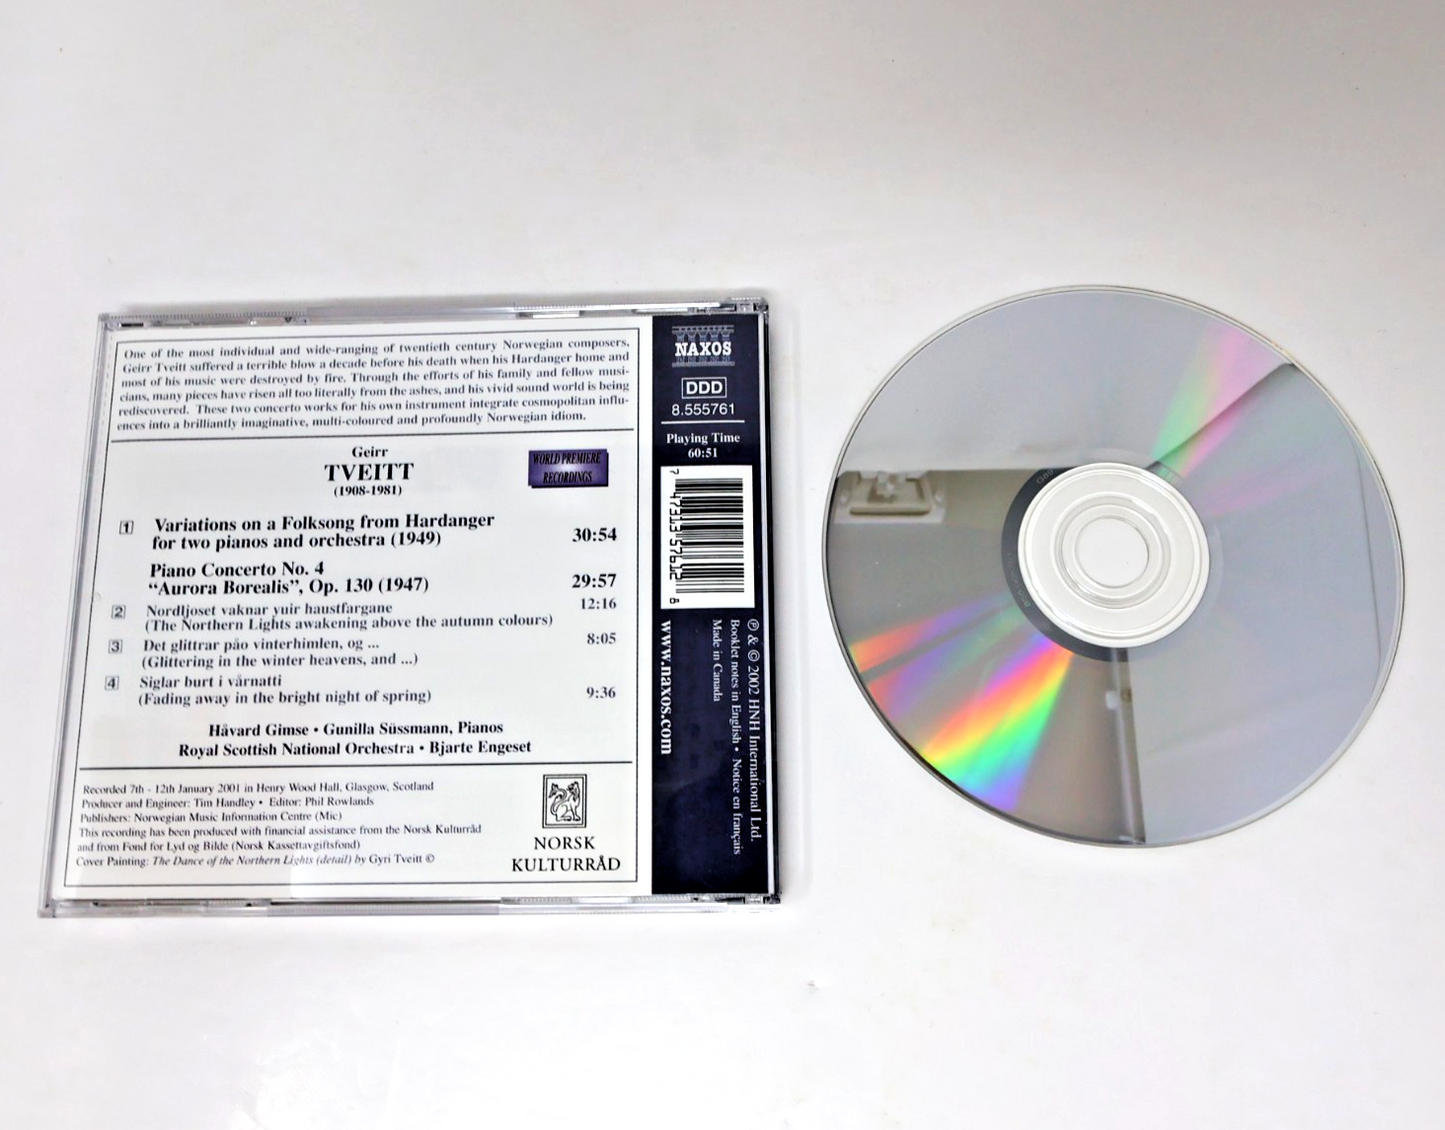 One of the most individual and wide-ranging of twentieth century Norwegian composers,
Geirr Tveitt suffered a terrible blow a decade before his death when his Hardanger home and
most of his music were destroyed by fire. Through the efforts of his family and fellow musi-
cians, many pieces have risen all too literally from the ashes, and his vivid sound world is being
rediscovered. These two concerto works for his own instrument integrate cosmopolitan influ-
ences into a brilliantly imaginative, multi-coloured and profoundly Norwegian idiom.
Geirr
TVEITT
(1908-1981)
WORLD PREMIERE
RECORDINGS
1 Variations on a Folksong from Hardanger
for two pianos and orchestra (1949) 30:54
Piano Concerto No. 4
“Aurora Borealis”, Op. 130 (1947) 29:57
2 Nordljoset vaknar yuir haustfargane 12:16
(The Northern Lights awakening above the autumn colours)
3 Det glittrar påo vinterhimlen, og ... 8:05
(Glittering in the winter heavens, and ...)
4 Siglar burt i vårnatti
(Fading away in the bright night of spring) 9:36
Håvard Gimse • Gunilla Süssmann, Pianos
Royal Scottish National Orchestra • Bjarte Engeset
Recorded 7th - 12th January 2001 in Henry Wood Hall, Glasgow, Scotland
Producer and Engineer: Tim Handley • Editor: Phil Rowlands
Publishers: Norwegian Music Information Centre (Mic)
This recording has been produced with financial assistance from the Norsk Kulturråd
and from Fond for Lyd og Bilde (Norsk Kassettavgiftsfond)
Cover Painting: The Dance of the Northern Lights (detail) by Gyri Tveitt ©
NORSK
KULTURRÅD
NAXOS
DDD
8.555761
Playing Time
60:51
7 47313 57612 8
℗ & © 2002 HNH International Ltd.
Booklet notes in English • Notice en français
Made in Canada
www.naxos.com